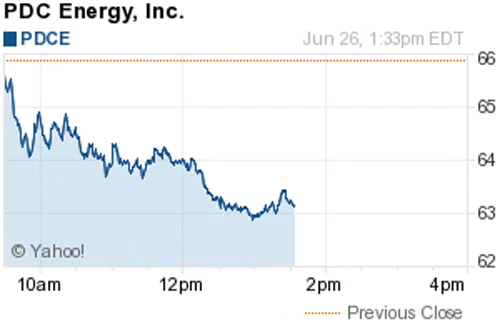 PDC Energy, Inc.
PDCE Jun 26, 1:33pm EDT
66
65
64
63
62
© Yahoo!
10am 12pm 2pm 4pm
Previous Close